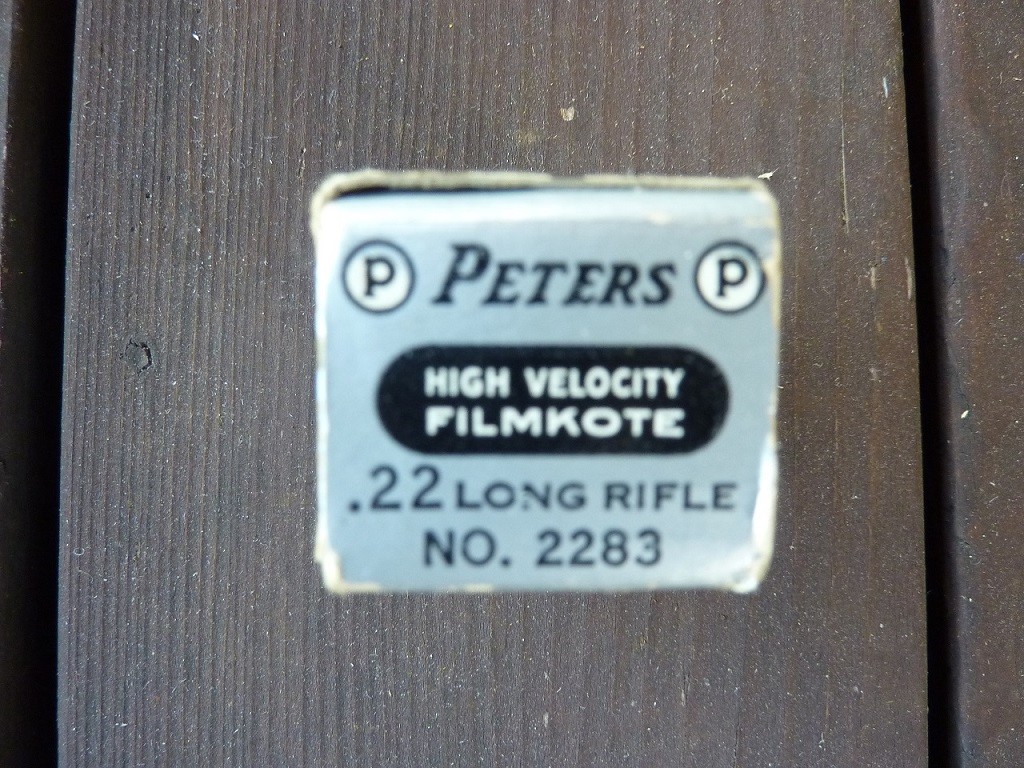 P PETERS P
HIGH VELOCITY
FILMKOTE
.22 LONG RIFLE
NO. 2283